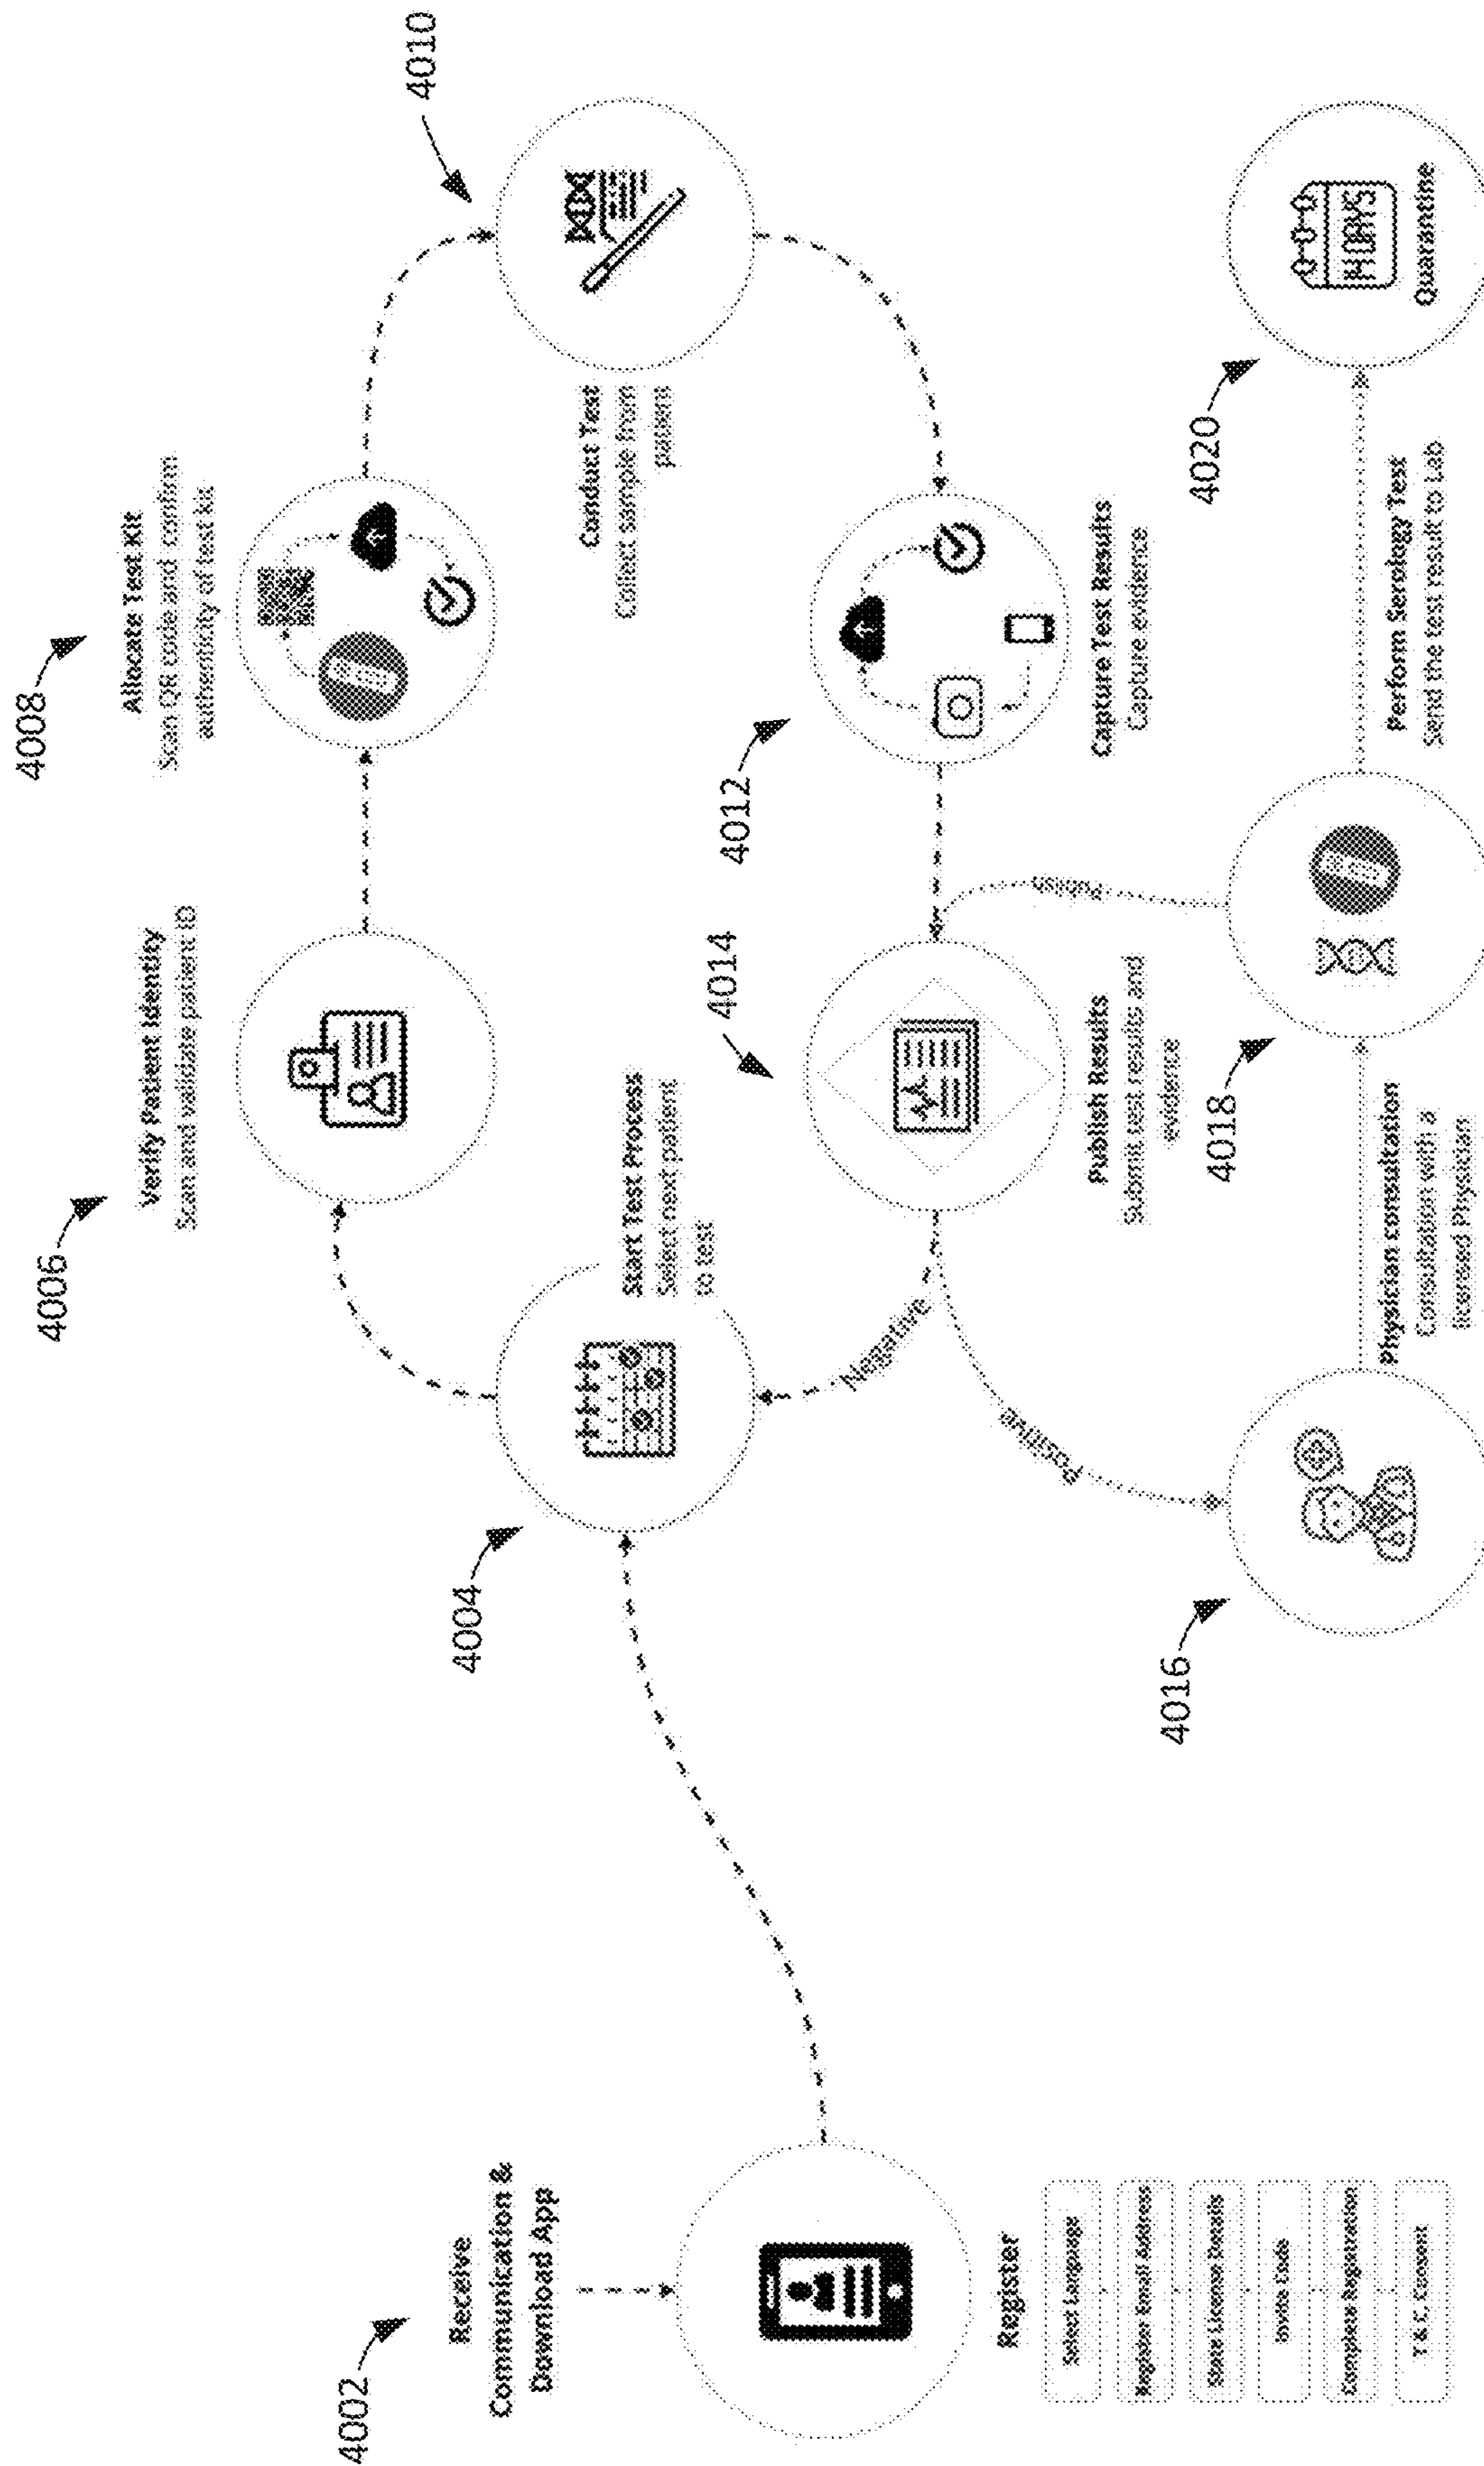 4002
Receive
Communication &
Download App
Register
Select Language
Register Email Address
State License Details
Invite Code
Complete Registration
T & C, Consent
4004
Start Test Process
Select next patient
to test
4006
Verify Patient Identity
Scan and validate patient ID
4008
Allocate Test Kit
Scan QR code and confirm
authenticity of test kit
4010
Conduct Test
Collect sample from
patient
4012
Capture Test Results
Capture evidence
4014
Publish Results
Submit test results and
evidence
Negative
Positive
4016
Physician consultation
Consultation with a
licensed Physician
4018
Perform Serology Test
Send the test result to Lab
4020
14 DAYS
Quarantine